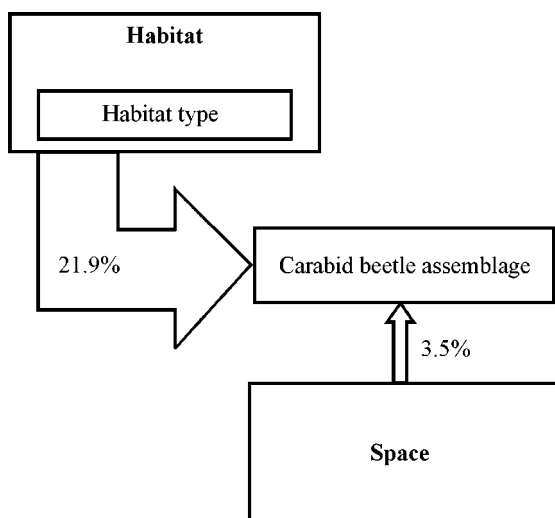 Habitat
Habitat type
21.9%
Carabid beetle assemblage
3.5%
Space